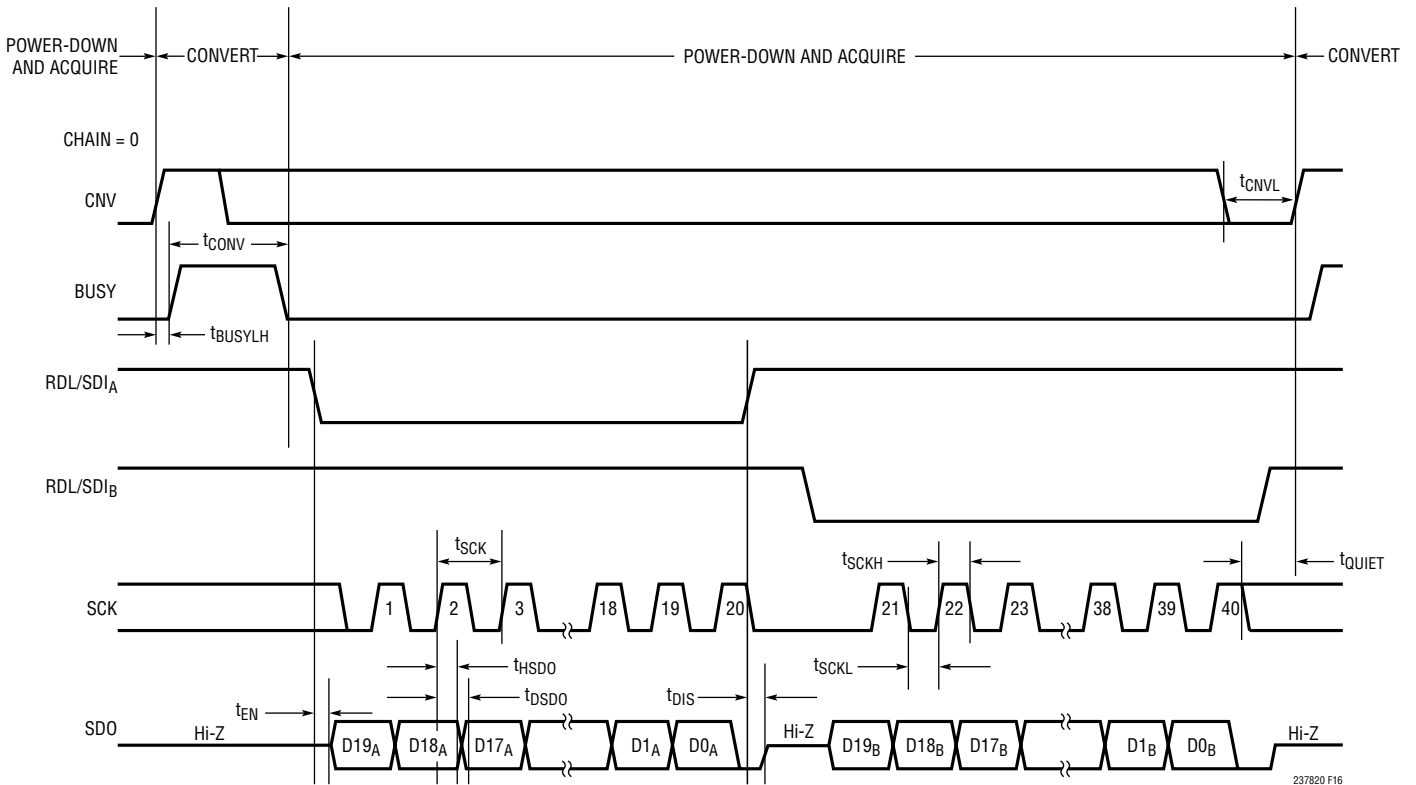 POWER-DOWN
AND ACQUIRE
CONVERT
POWER-DOWN AND ACQUIRE
CONVERT
CHAIN = 0
CNV
tCNVL
tCONV
BUSY
tBUSYLH
RDL/SDIA
RDL/SDIB
tSCK
tSCKH
tQUIET
SCK
1 2 3 18 19 20 21 22 23 38 39 40
tHSDO
tSCKL
tDSDO
tDIS
tEN
SDO
Hi-Z D19A D18A D17A D1A D0A Hi-Z D19B D18B D17B D1B D0B Hi-Z
237820 F16